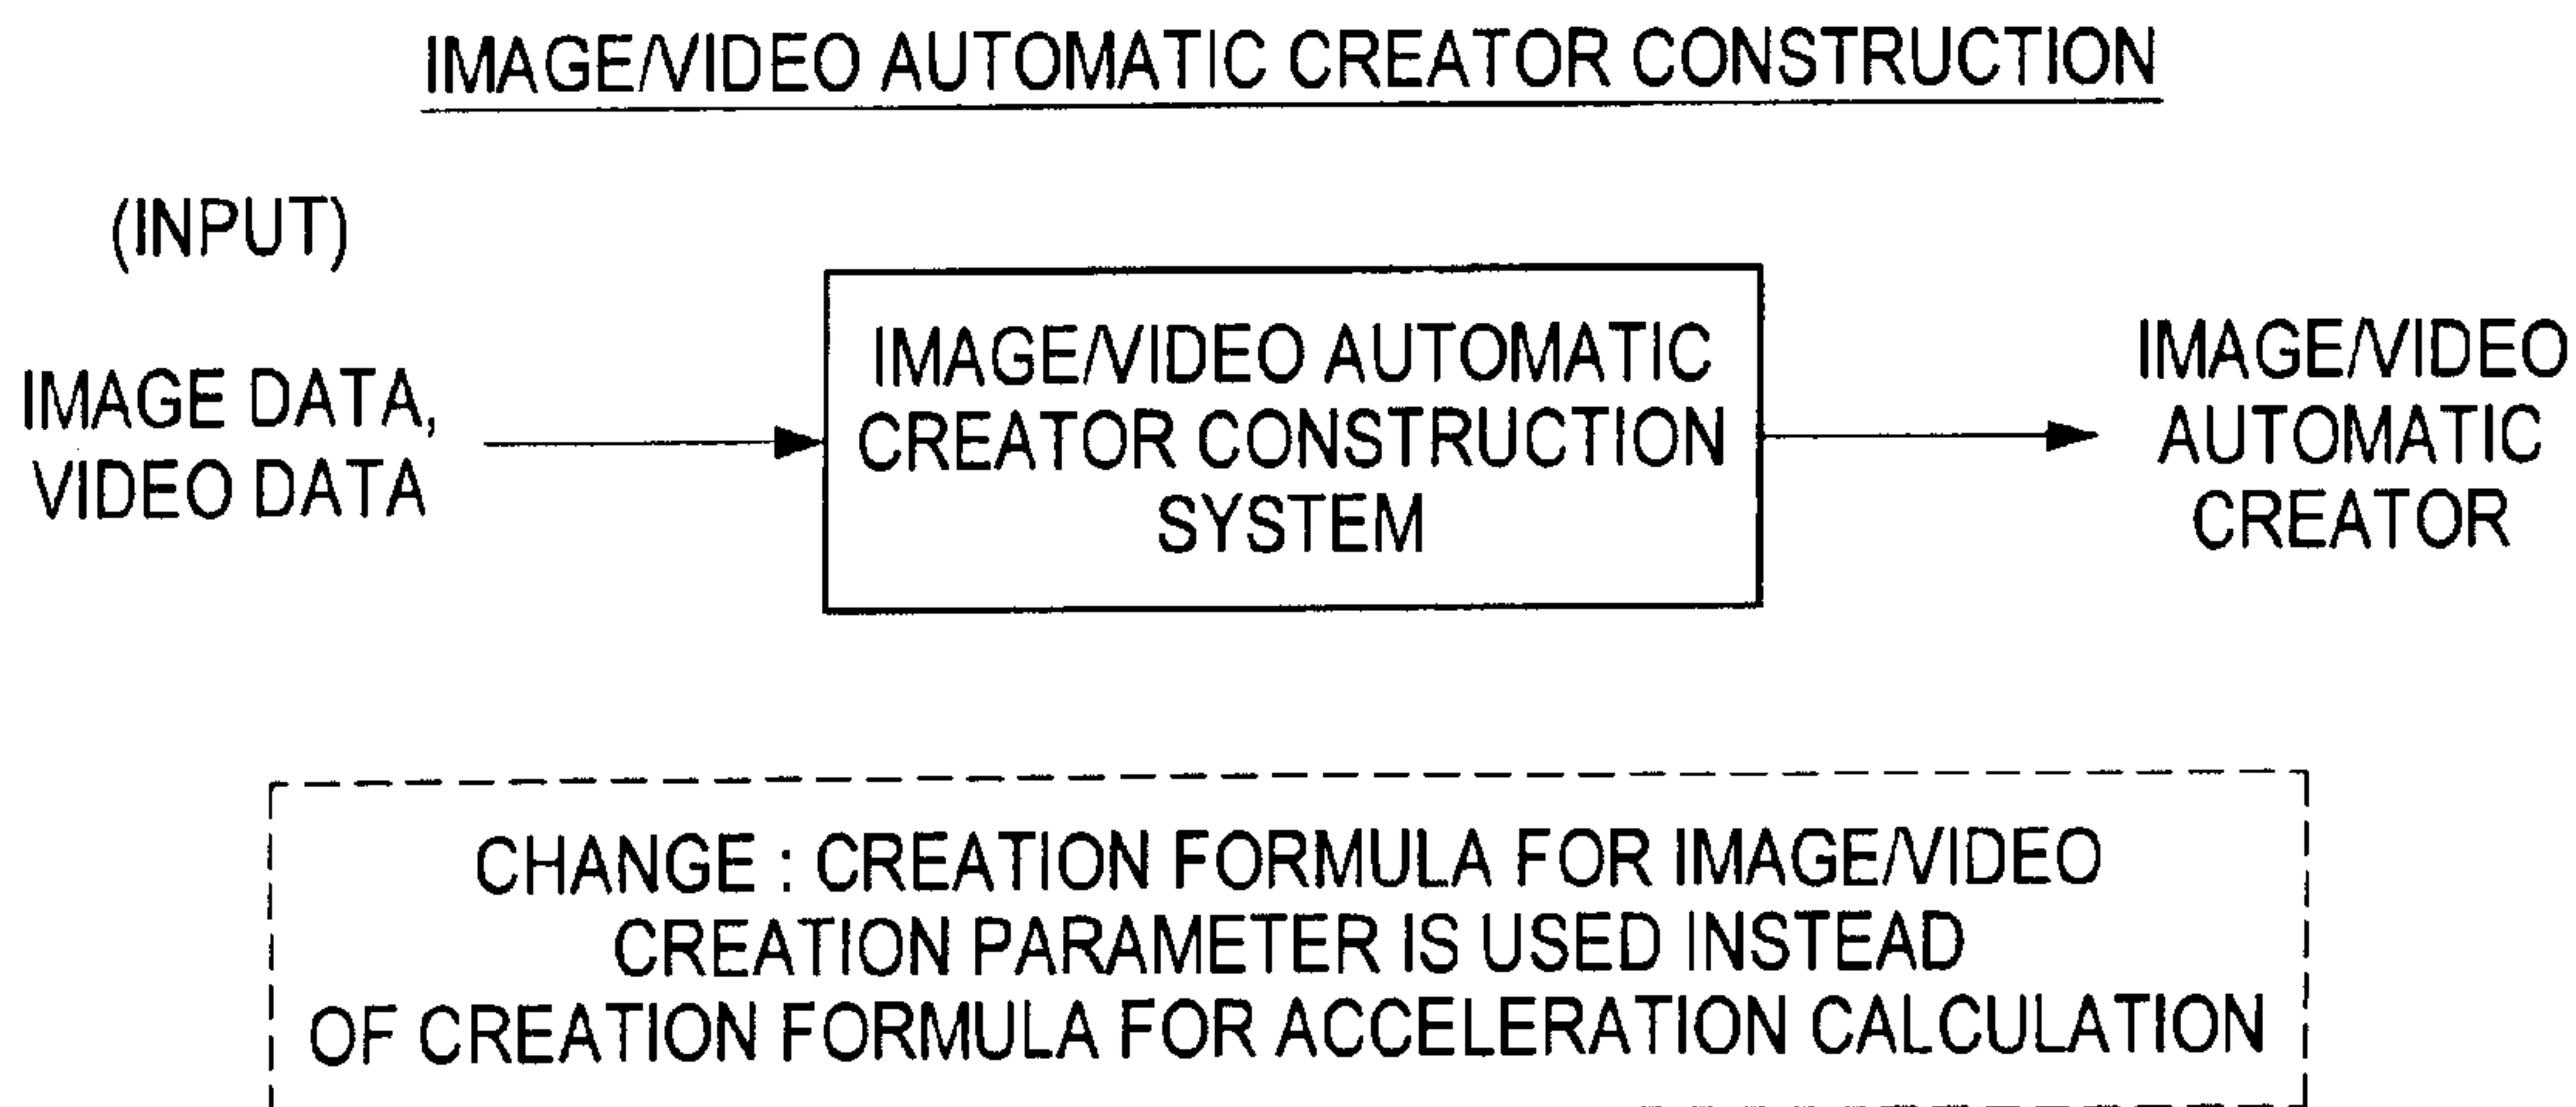 IMAGE/VIDEO AUTOMATIC CREATOR CONSTRUCTION
(INPUT)
IMAGE DATA,
VIDEO DATA
IMAGE/VIDEO AUTOMATIC
CREATOR CONSTRUCTION
SYSTEM
IMAGE/VIDEO
AUTOMATIC
CREATOR
CHANGE : CREATION FORMULA FOR IMAGE/VIDEO
CREATION PARAMETER IS USED INSTEAD
OF CREATION FORMULA FOR ACCELERATION CALCULATION